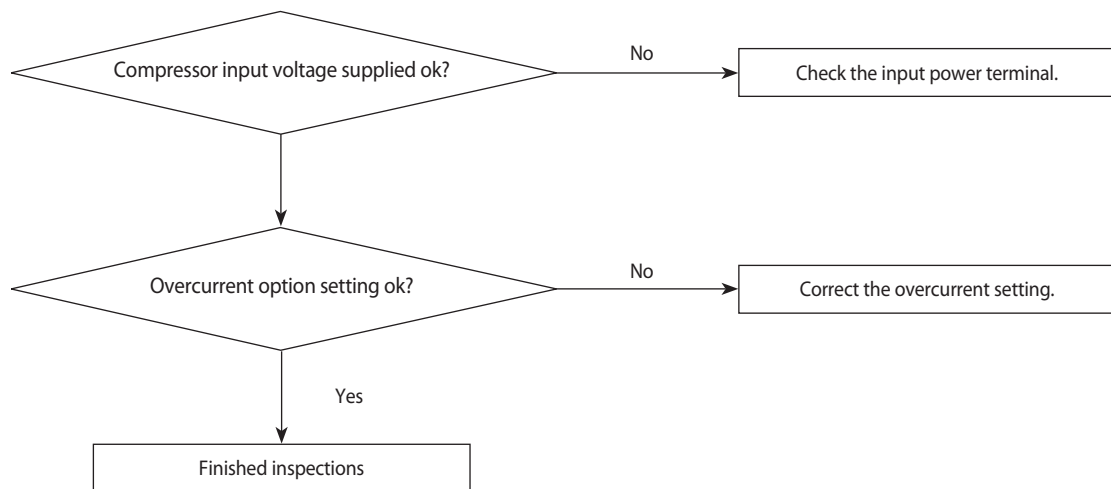 Compressor input voltage supplied ok?
No
Check the input power terminal.
Overcurrent option setting ok?
No
Correct the overcurrent setting.
Yes
Finished inspections